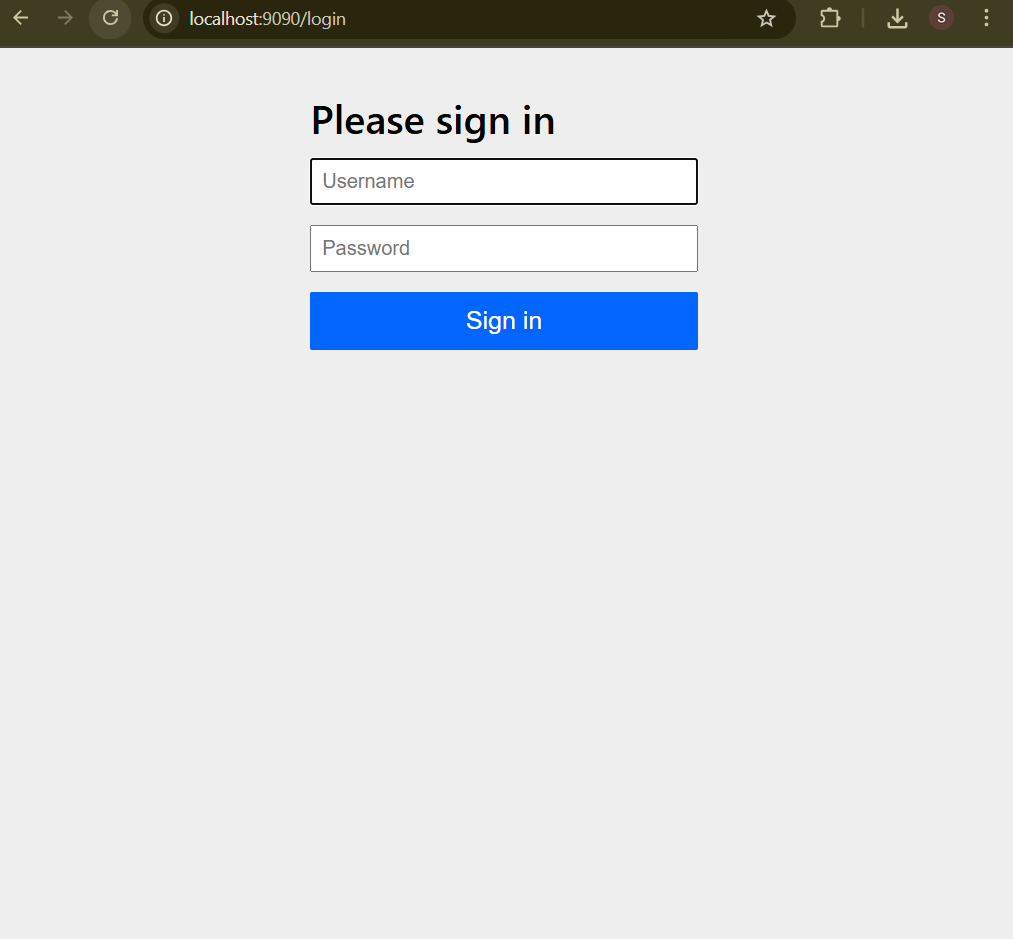 localhost:9090/login
S
Please sign in
Username
Password
Sign in